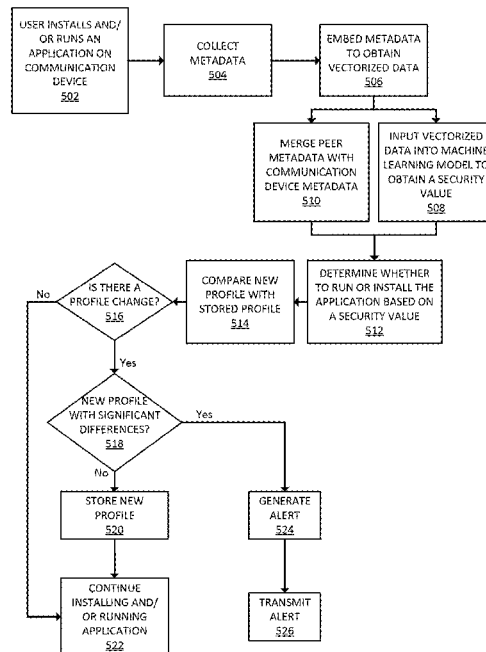 USER INSTALLS AND/
OR RUNS AN
APPLICATION ON
COMMUNICATION
DEVICE
502
COLLECT
METADATA
504
EMBED METADATA
TO OBTAIN
VECTORIZED DATA
506
MERGE PEER
METADATA WITH
COMMUNICATION
DEVICE METADATA
510
INPUT VECTORIZED
DATA INTO MACHINE
LEARNING MODEL TO
OBTAIN A SECURITY
VALUE
508
DETERMINE WHETHER
TO RUN OR INSTALL THE
APPLICATION BASED ON
A SECURITY VALUE
512
COMPARE NEW
PROFILE WITH
STORED PROFILE
514
IS THERE A
PROFILE CHANGE?
516
No
Yes
NEW PROFILE
WITH SIGNIFICANT
DIFFERENCES?
518
Yes
No
STORE NEW
PROFILE
520
GENERATE
ALERT
524
CONTINUE
INSTALLING AND/
OR RUNNING
APPLICATION
522
TRANSMIT
ALERT
526